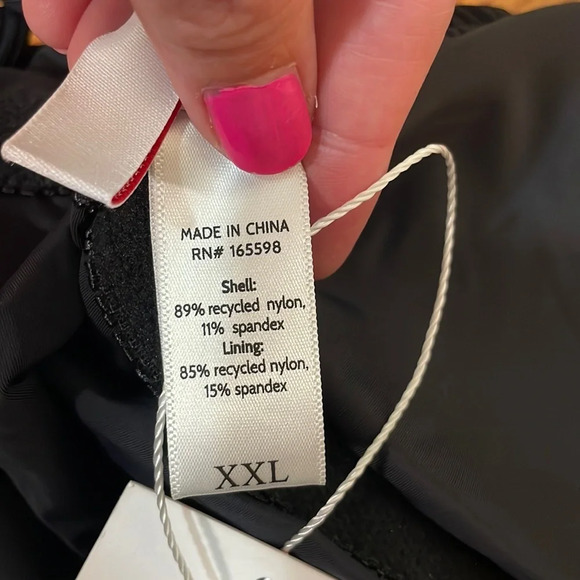 MADE IN CHINA
RN# 165598
Shell:
89% recycled nylon,
11% spandex
Lining:
85% recycled nylon,
15% spandex
XXL